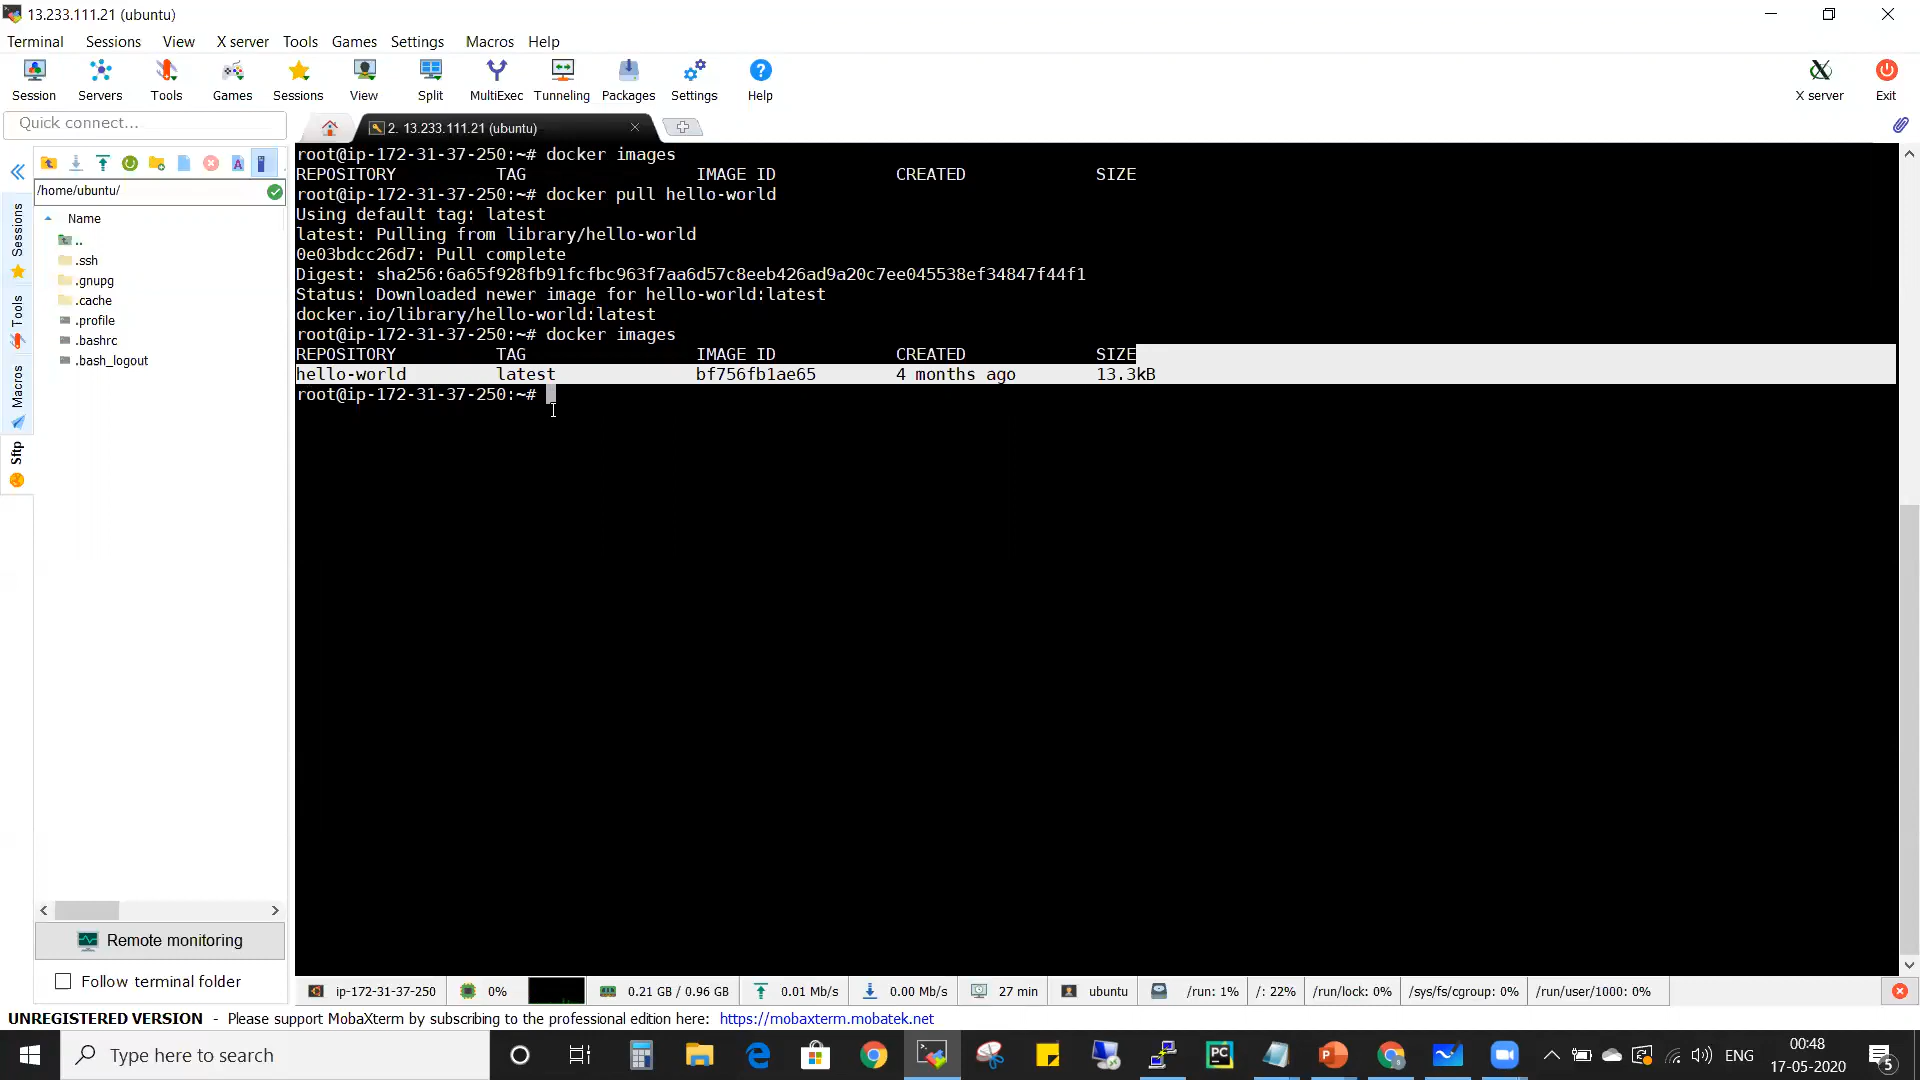 13.233.111.21 (ubuntu)
Terminal Sessions View X server Tools Games Settings Macros Help
Session Servers Tools Games Sessions View Split MultiExec Tunneling Packages Settings Help X server Exit
Quick connect...
2. 13.233.111.21 (ubuntu)
/home/ubuntu/
Name
..
.ssh
.gnupg
.cache
.profile
.bashrc
.bash_logout
Sessions
Tools
Macros
Sftp
root@ip-172-31-37-250:~# docker images
REPOSITORY TAG IMAGE ID CREATED SIZE
root@ip-172-31-37-250:~# docker pull hello-world
Using default tag: latest
latest: Pulling from library/hello-world
0e03bdcc26d7: Pull complete
Digest: sha256:6a65f928fb91fcfbc963f7aa6d57c8eeb426ad9a20c7ee045538ef34847f44f1
Status: Downloaded newer image for hello-world:latest
docker.io/library/hello-world:latest
root@ip-172-31-37-250:~# docker images
REPOSITORY TAG IMAGE ID CREATED SIZE
hello-world latest bf756fb1ae65 4 months ago 13.3kB
root@ip-172-31-37-250:~#
Remote monitoring
Follow terminal folder
ip-172-31-37-250 0% 0.21 GB / 0.96 GB 0.01 Mb/s 0.00 Mb/s 27 min ubuntu /run: 1% /: 22% /run/lock: 0% /sys/fs/cgroup: 0% /run/user/1000: 0%
UNREGISTERED VERSION - Please support MobaXterm by subscribing to the professional edition here: https://mobaxterm.mobatek.net
Type here to search
PC
ENG
00:48
17-05-2020
5